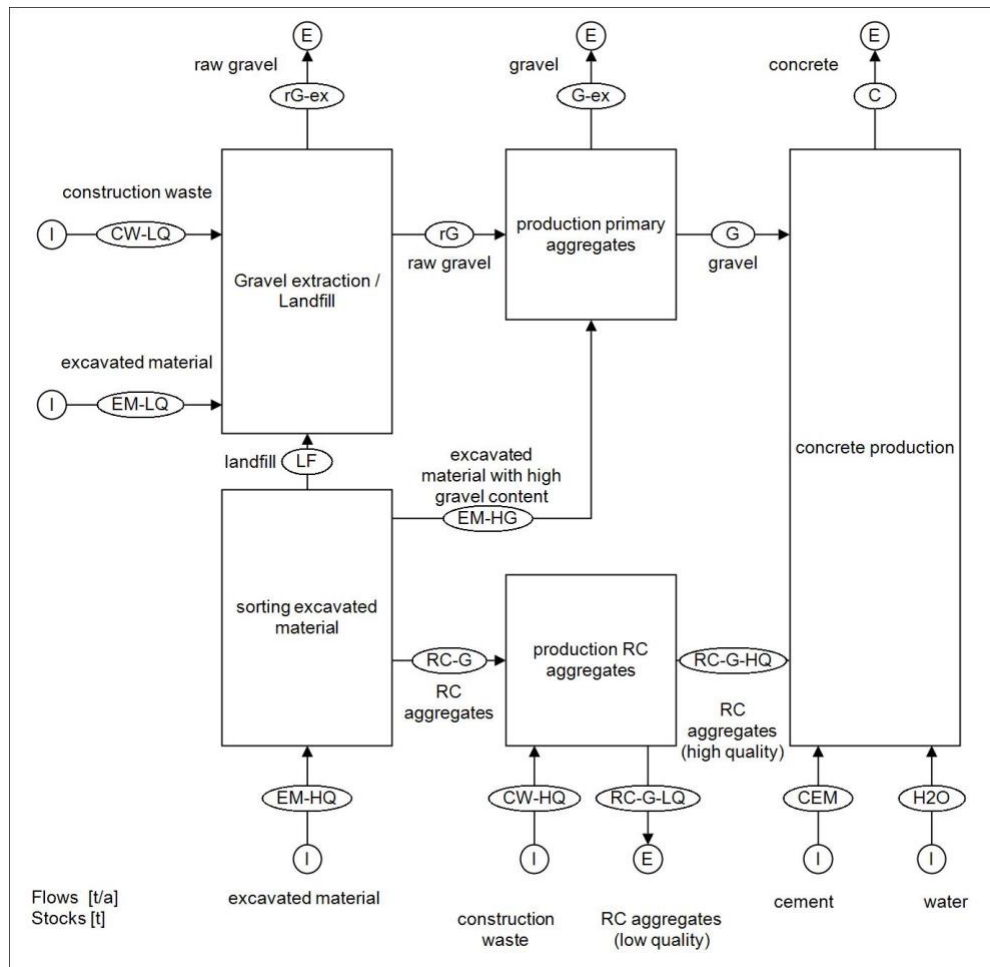 E
E
E
raw gravel
gravel
concrete
rG-ex
G-ex
C
construction waste
I
CW-LQ
Gravel extraction /
Landfill
rG
raw gravel
production primary
aggregates
G
gravel
excavated material
I
EM-LQ
landfill
LF
excavated
material with high
gravel content
EM-HG
concrete production
sorting excavated
material
RC-G
RC
aggregates
production RC
aggregates
RC-G-HQ
RC
aggregates
(high quality)
EM-HQ
CW-HQ
RC-G-LQ
CEM
H2O
I
I
E
I
I
excavated material
construction
waste
RC aggregates
(low quality)
cement
water
Flows [t/a]
Stocks [t]